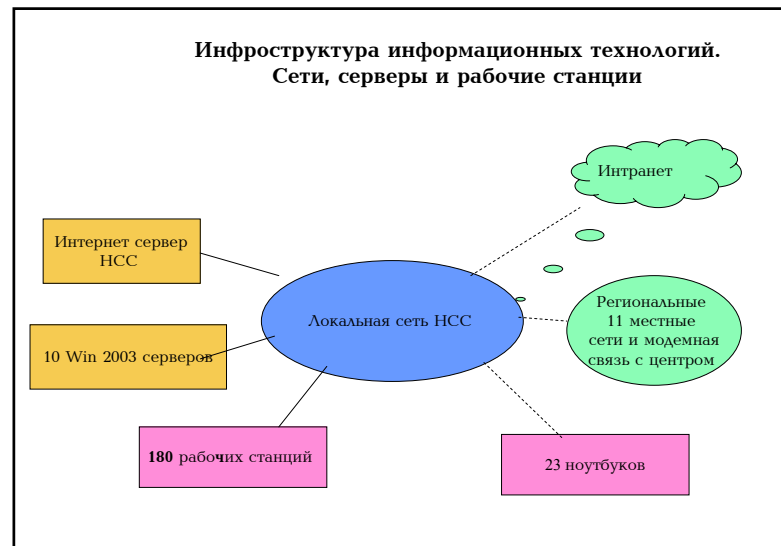 Инфроструктура информационных технологий.
Сети, серверы и рабочие станции
Интранет
Интернет сервер
НСС
Локальная сеть НСС
Региональные
11 местные
сети и модемная
связь с центром
10 Win 2003 серверов
180 рабочих станций
23 ноутбуков